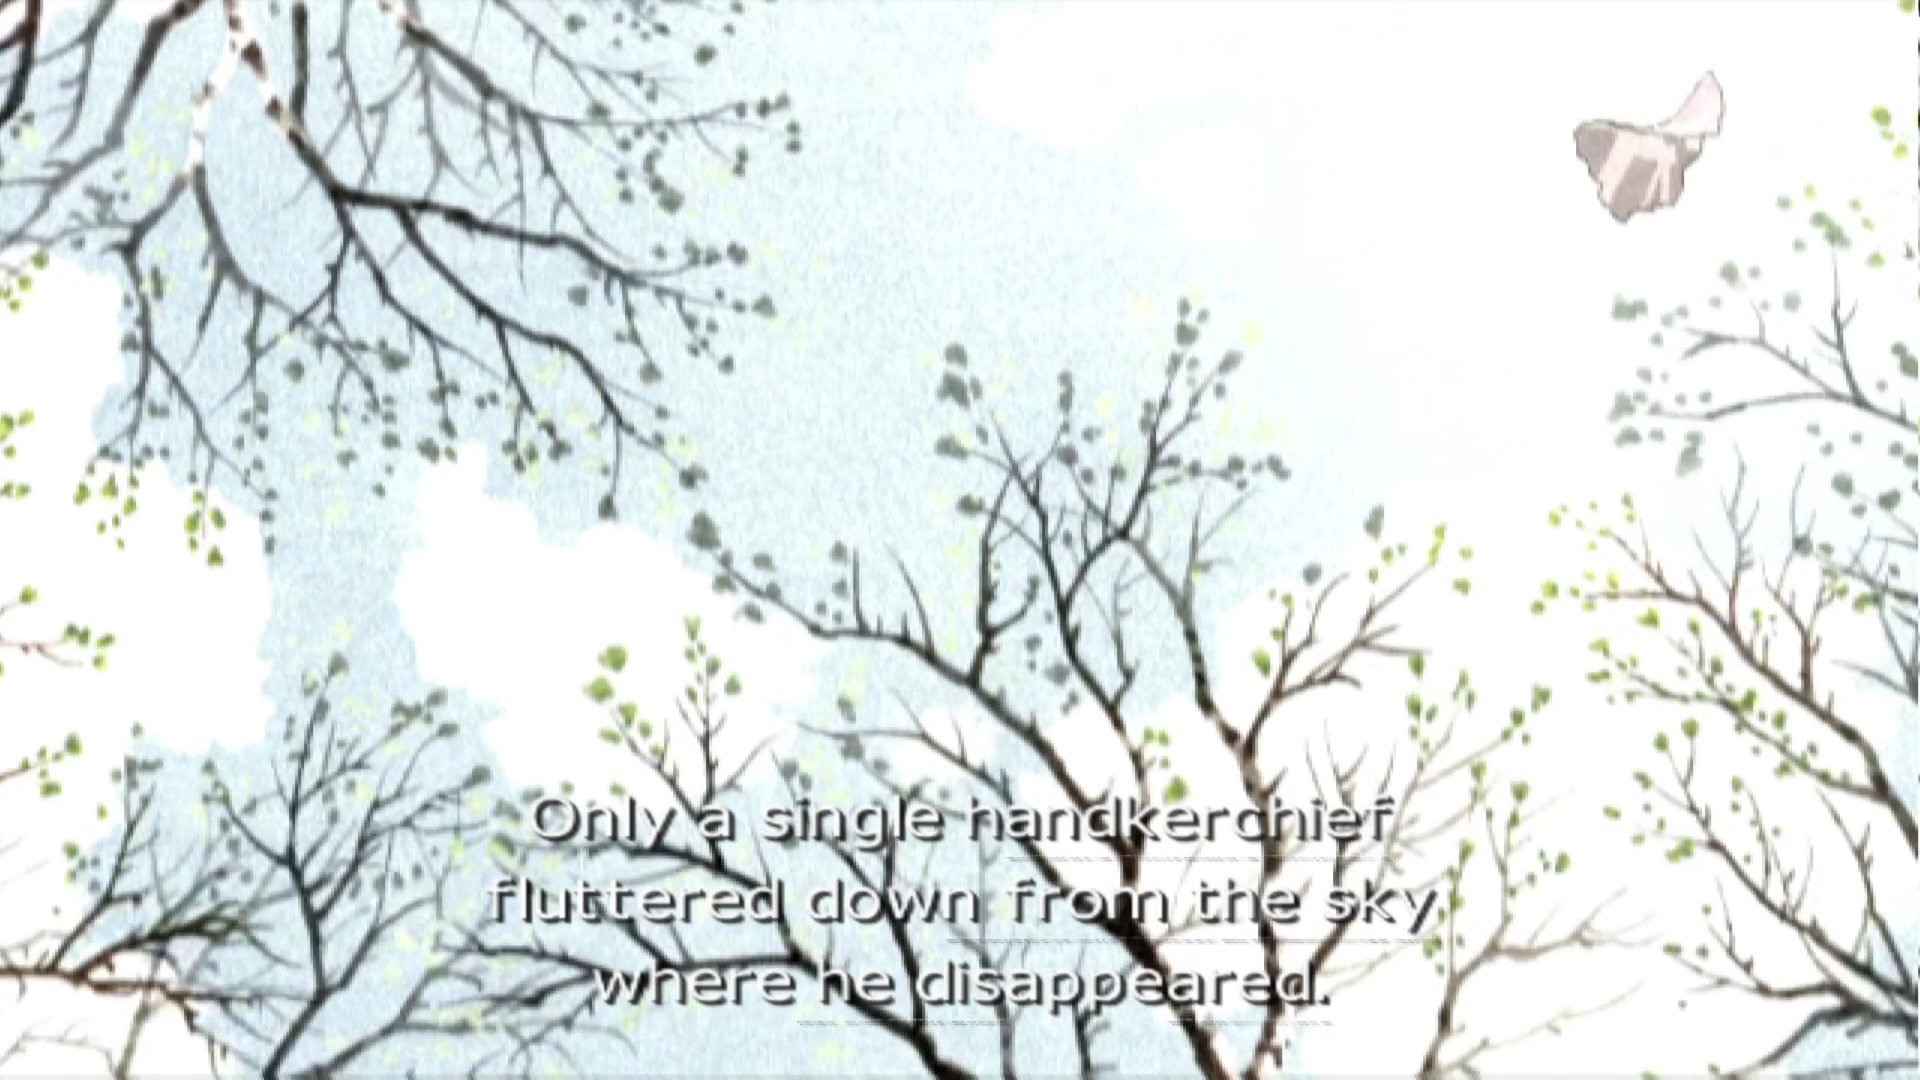 Only a single handkerchief
fluttered down from the sky
where he disappeared.